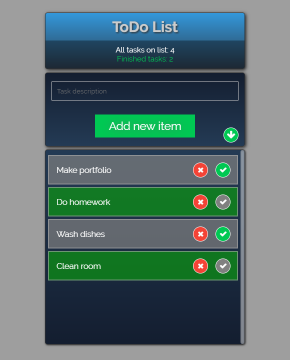 ToDo List
All tasks on list: 4
Finished tasks: 2
Task description
Add new item
Make portfolio
Do homework
Wash dishes
Clean room